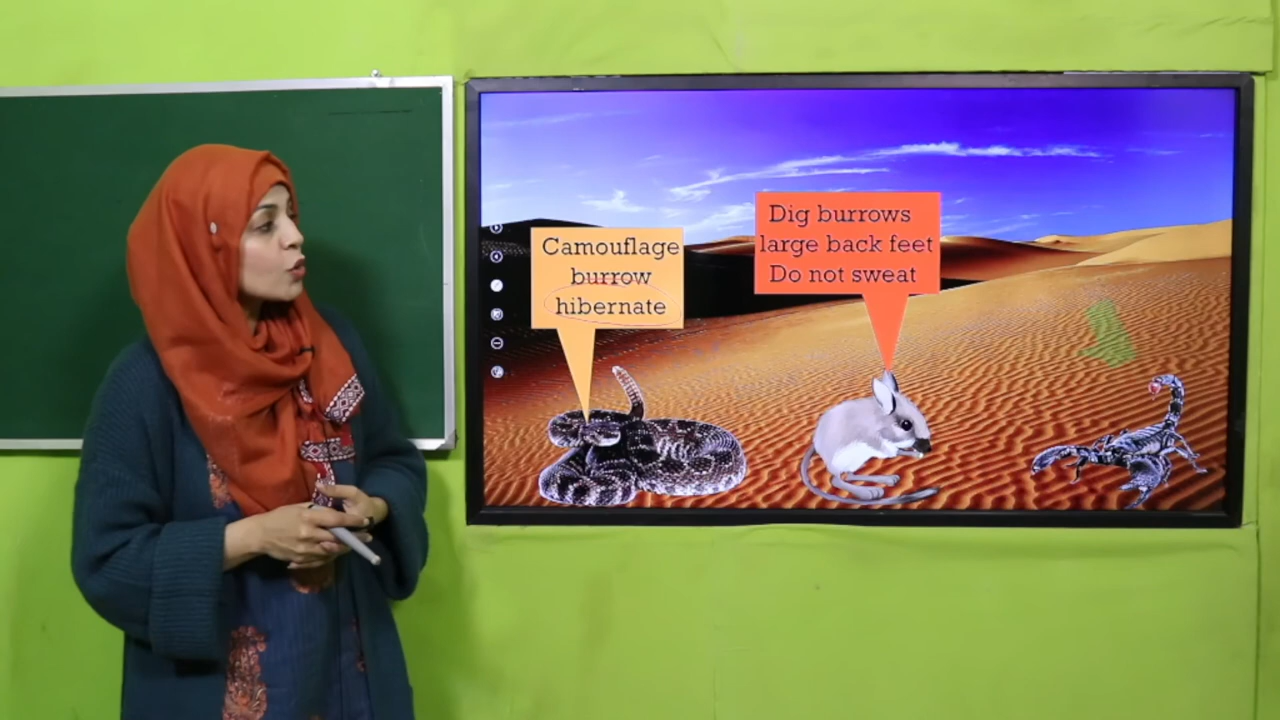 Camouflage
burrow
hibernate
Dig burrows
large back feet
Do not sweat